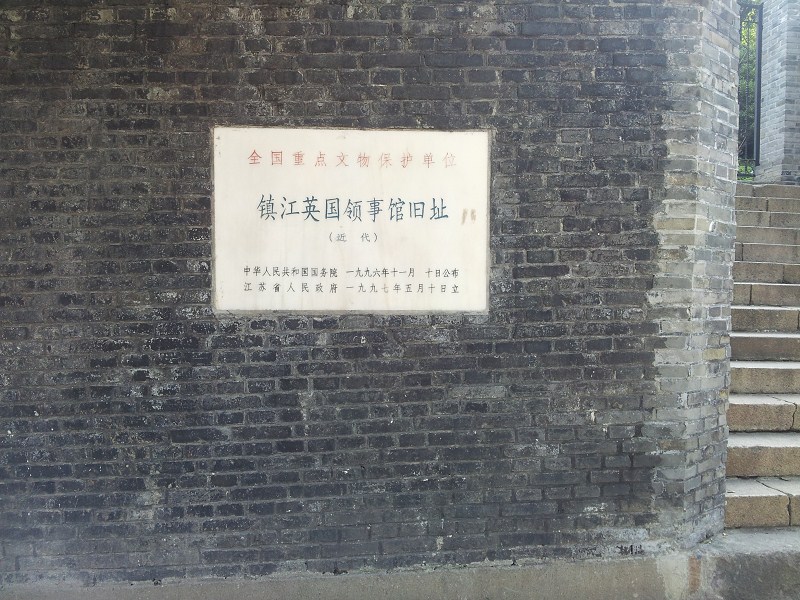 全国重点文物保护单位
镇江英国领事馆旧址
(近代)
中华人民共和国国务院 一九九六年十一月 十日公布
江苏省人民政府 一九九七年五月十日立